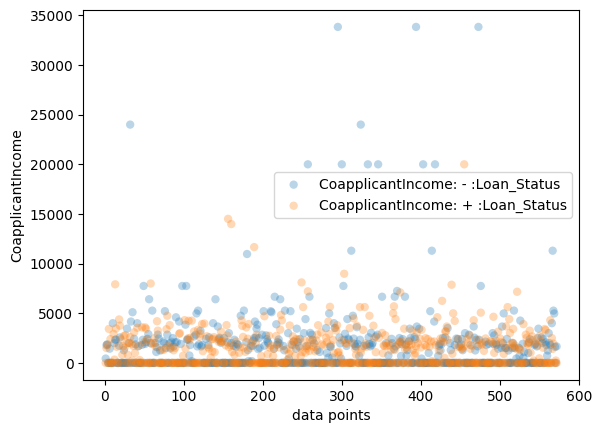 35000
30000
25000
20000
15000
10000
5000
0
CoapplicantIncome
CoapplicantIncome: - :Loan_Status
CoapplicantIncome: + :Loan_Status
0 100 200 300 400 500 600
data points